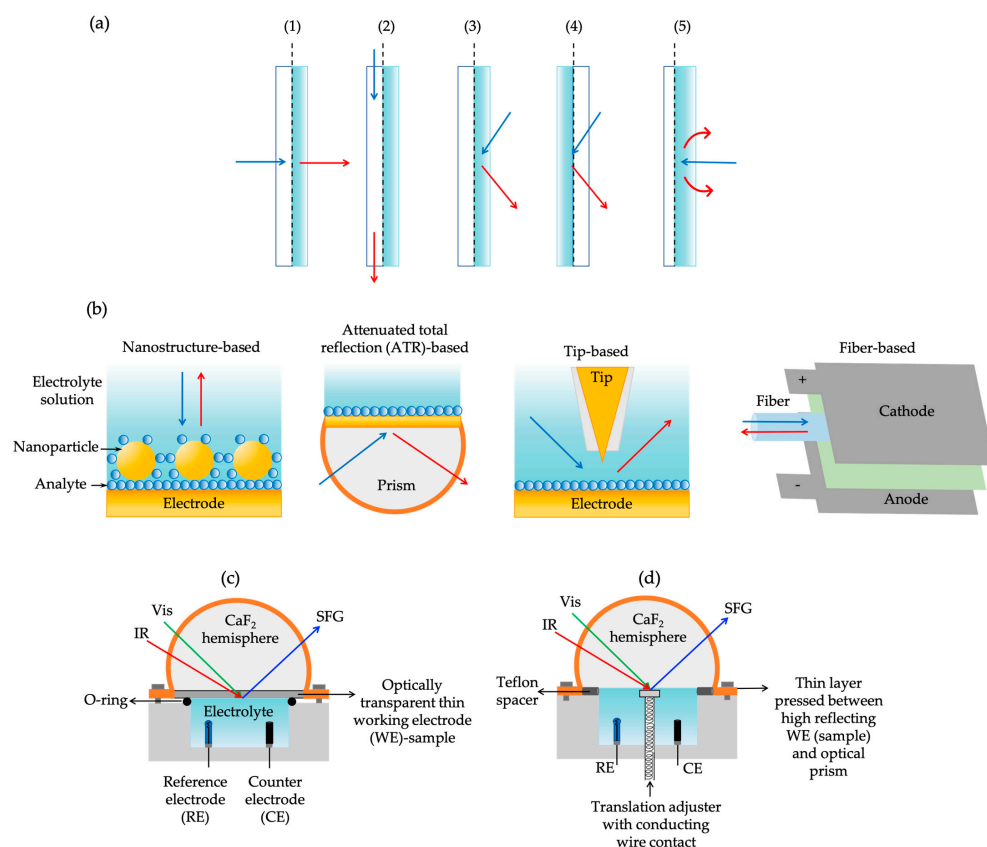 (a)
(1)
(2)
(3)
(4)
(5)
(b)
Nanostructure-based
Electrolyte
solution
Nanoparticle
Analyte
Electrode
Attenuated total
reflection (ATR)-based
Prism
Tip-based
Tip
Electrode
Fiber-based
+
Fiber
Cathode
-
Anode
(c)
Vis
IR
SFG
CaF2
hemisphere
O-ring
Electrolyte
Optically
transparent thin
working electrode
(WE)-sample
Reference
electrode
(RE)
Counter
electrode
(CE)
(d)
Vis
IR
SFG
CaF2
hemisphere
Teflon
spacer
RE
CE
Thin layer
pressed between
high reflecting
WE (sample)
and optical
prism
Translation adjuster
with conducting
wire contact